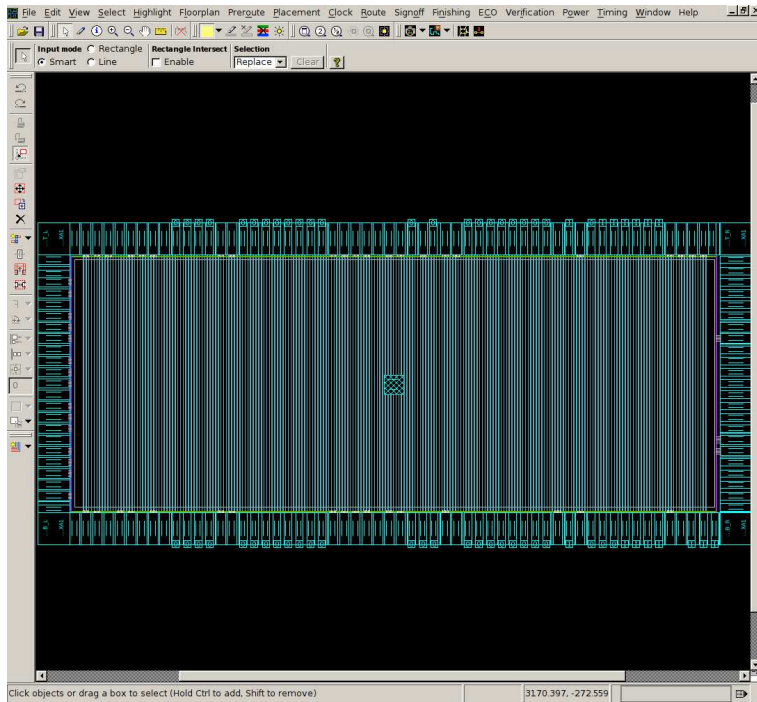 File Edit View Select Highlight Floorplan Preroute Placement Clock Route Signoff Finishing ECO Verification Power Timing Window Help
Input mode Rectangle Rectangle Intersect Selection
Smart Line Enable Replace Clear
0
Click objects or drag a box to select (Hold Ctrl to add, Shift to remove) 3170.397, -272.559